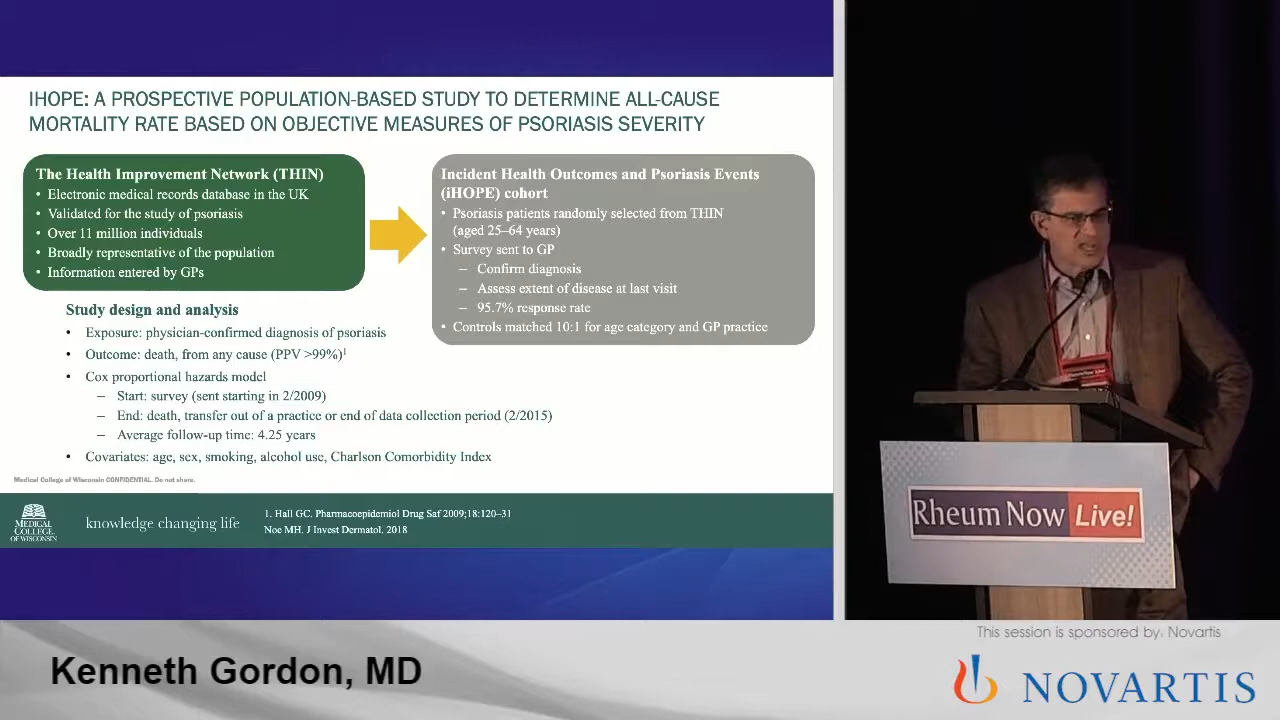 IHOPE: A PROSPECTIVE POPULATION-BASED STUDY TO DETERMINE ALL-CAUSE
MORTALITY RATE BASED ON OBJECTIVE MEASURES OF PSORIASIS SEVERITY
The Health Improvement Network (THIN)
• Electronic medical records database in the UK
• Validated for the study of psoriasis
• Over 11 million individuals
• Broadly representative of the population
• Information entered by GPs
Incident Health Outcomes and Psoriasis Events
(iHOPE) cohort
• Psoriasis patients randomly selected from THIN
(aged 25–64 years)
• Survey sent to GP
– Confirm diagnosis
– Assess extent of disease at last visit
– 95.7% response rate
• Controls matched 10:1 for age category and GP practice
Study design and analysis
• Exposure: physician-confirmed diagnosis of psoriasis
• Outcome: death, from any cause (PPV >99%)¹
• Cox proportional hazards model
– Start: survey (sent starting in 2/2009)
– End: death, transfer out of a practice or end of data collection period (2/2015)
– Average follow-up time: 4.25 years
• Covariates: age, sex, smoking, alcohol use, Charlson Comorbidity Index
Medical College of Wisconsin CONFIDENTIAL. Do not share.
MEDICAL
COLLEGE
OF WISCONSIN
knowledge changing life
1. Hall GC. Pharmacoepidemiol Drug Saf 2009;18:120–31
Noe MH. J Invest Dermatol. 2018
Rheum Now Live!
This session is sponsored by: Novartis
Kenneth Gordon, MD
NOVARTIS